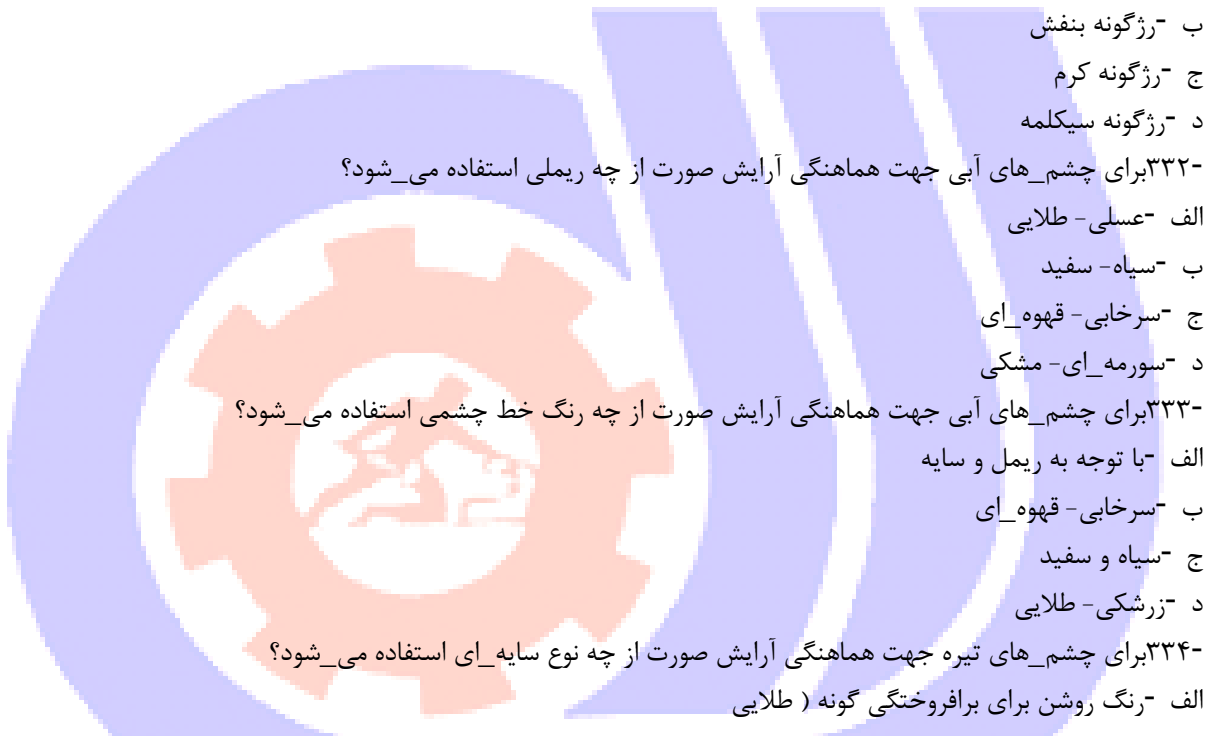 ب -رژگونه بنفش
ج -رژگونه کرم
د -رژگونه سیکلمه
-۳۳۲برای چشم_های آبی جهت هماهنگی آرایش صورت از چه ریملی استفاده می_شود؟
الف -عسلی- طلایی
ب -سیاه- سفید
ج -سرخابی- قهوه_ای
د -سورمه_ای- مشکی
-۳۳۳برای چشم_های آبی جهت هماهنگی آرایش صورت از چه رنگ خط چشمی استفاده می_شود؟
الف -با توجه به ریمل و سایه
ب -سرخابی- قهوه_ای
ج -سیاه و سفید
د -زرشکی- طلایی
-۳۳۴برای چشم_های تیره جهت هماهنگی آرایش صورت از چه نوع سایه_ای استفاده می_شود؟
الف -رنگ روشن برای برافروختگی گونه ( طلایی